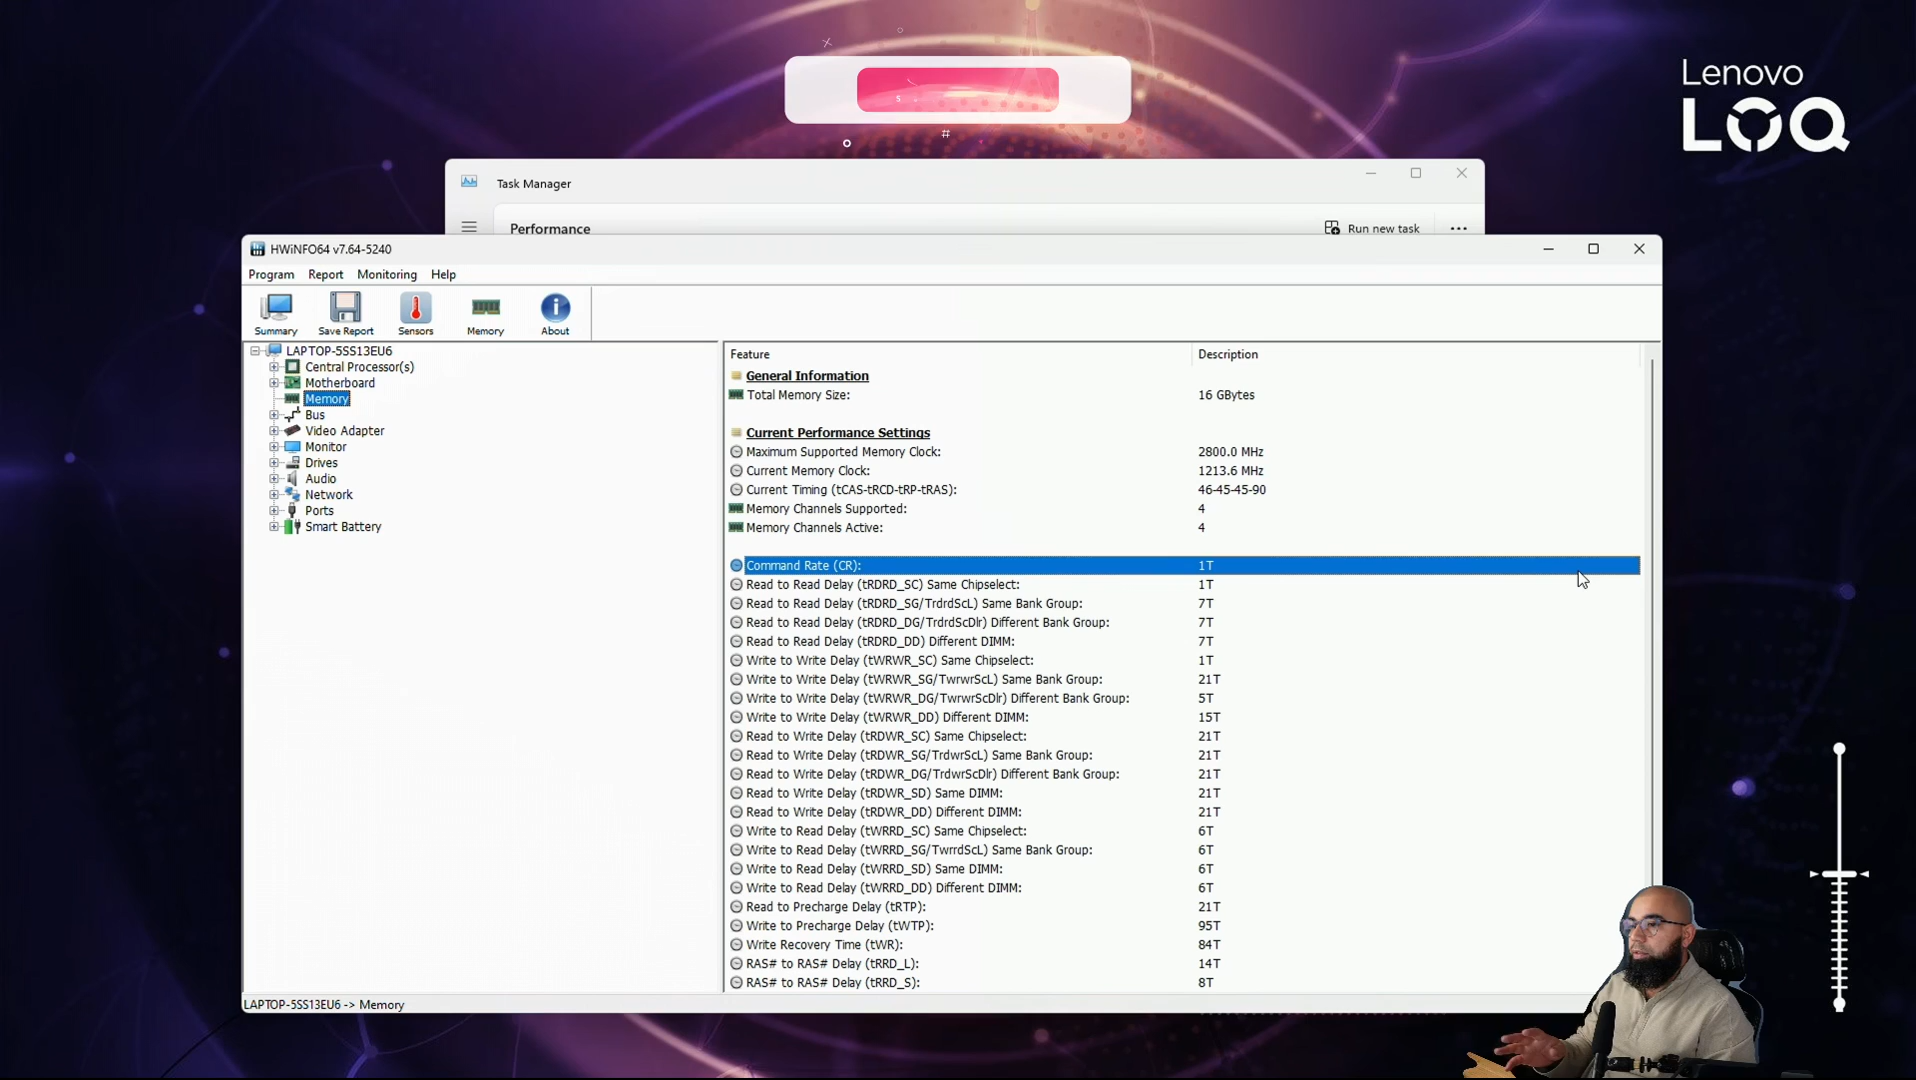 Lenovo
LOQ
Task Manager
Performance
Run new task
HWiNFO64 v7.64-5240
Program Report Monitoring Help
Summary Save Report Sensors Memory About
LAPTOP-5SS13EU6
Central Processor(s)
Motherboard
Memory
Bus
Video Adapter
Monitor
Drives
Audio
Network
Ports
Smart Battery
Feature Description
General Information
Total Memory Size: 16 GBytes
Current Performance Settings
Maximum Supported Memory Clock: 2800.0 MHz
Current Memory Clock: 1213.6 MHz
Current Timing (tCAS-tRCD-tRP-tRAS): 46-45-45-90
Memory Channels Supported: 4
Memory Channels Active: 4
Command Rate (CR): 1T
Read to Read Delay (tRDRD_SC) Same Chipselect: 1T
Read to Read Delay (tRDRD_SG/TrdrdScL) Same Bank Group: 7T
Read to Read Delay (tRDRD_DG/TrdrdScDlr) Different Bank Group: 7T
Read to Read Delay (tRDRD_DD) Different DIMM: 7T
Write to Write Delay (tWRWR_SC) Same Chipselect: 1T
Write to Write Delay (tWRWR_SG/TwrwrScL) Same Bank Group: 21T
Write to Write Delay (tWRWR_DG/TwrwrScDlr) Different Bank Group: 5T
Write to Write Delay (tWRWR_DD) Different DIMM: 15T
Read to Write Delay (tRDWR_SC) Same Chipselect: 21T
Read to Write Delay (tRDWR_SG/TrdwrScL) Same Bank Group: 21T
Read to Write Delay (tRDWR_DG/TrdwrScDlr) Different Bank Group: 21T
Read to Write Delay (tRDWR_SD) Same DIMM: 21T
Read to Write Delay (tRDWR_DD) Different DIMM: 21T
Write to Read Delay (tWRRD_SC) Same Chipselect: 6T
Write to Read Delay (tWRRD_SG/TwrrdScL) Same Bank Group: 6T
Write to Read Delay (tWRRD_SD) Same DIMM: 6T
Write to Read Delay (tWRRD_DD) Different DIMM: 6T
Read to Precharge Delay (tRTP): 21T
Write to Precharge Delay (tWTP): 95T
Write Recovery Time (tWR): 84T
RAS# to RAS# Delay (tRRD_L): 14T
RAS# to RAS# Delay (tRRD_S): 8T
LAPTOP-5SS13EU6 -> Memory